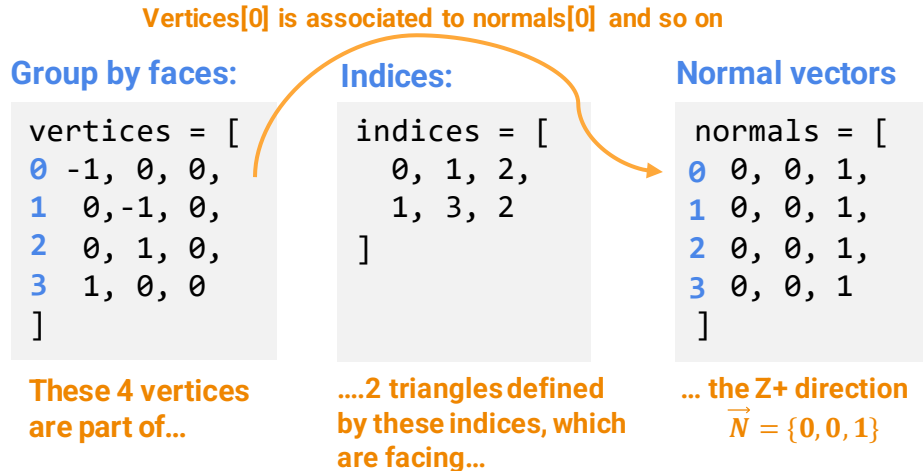 Vertices[0] is associated to normals[0] and so on
Group by faces:
vertices = [
0 -1, 0, 0,
1 0,-1, 0,
2 0, 1, 0,
3 1, 0, 0
]
These 4 vertices
are part of…
Indices:
indices = [
0, 1, 2,
1, 3, 2
]
….2 triangles defined
by these indices, which
are facing…
Normal vectors
normals = [
0 0, 0, 1,
1 0, 0, 1,
2 0, 0, 1,
3 0, 0, 1
]
… the Z+ direction
N⃗ = {0, 0, 1}